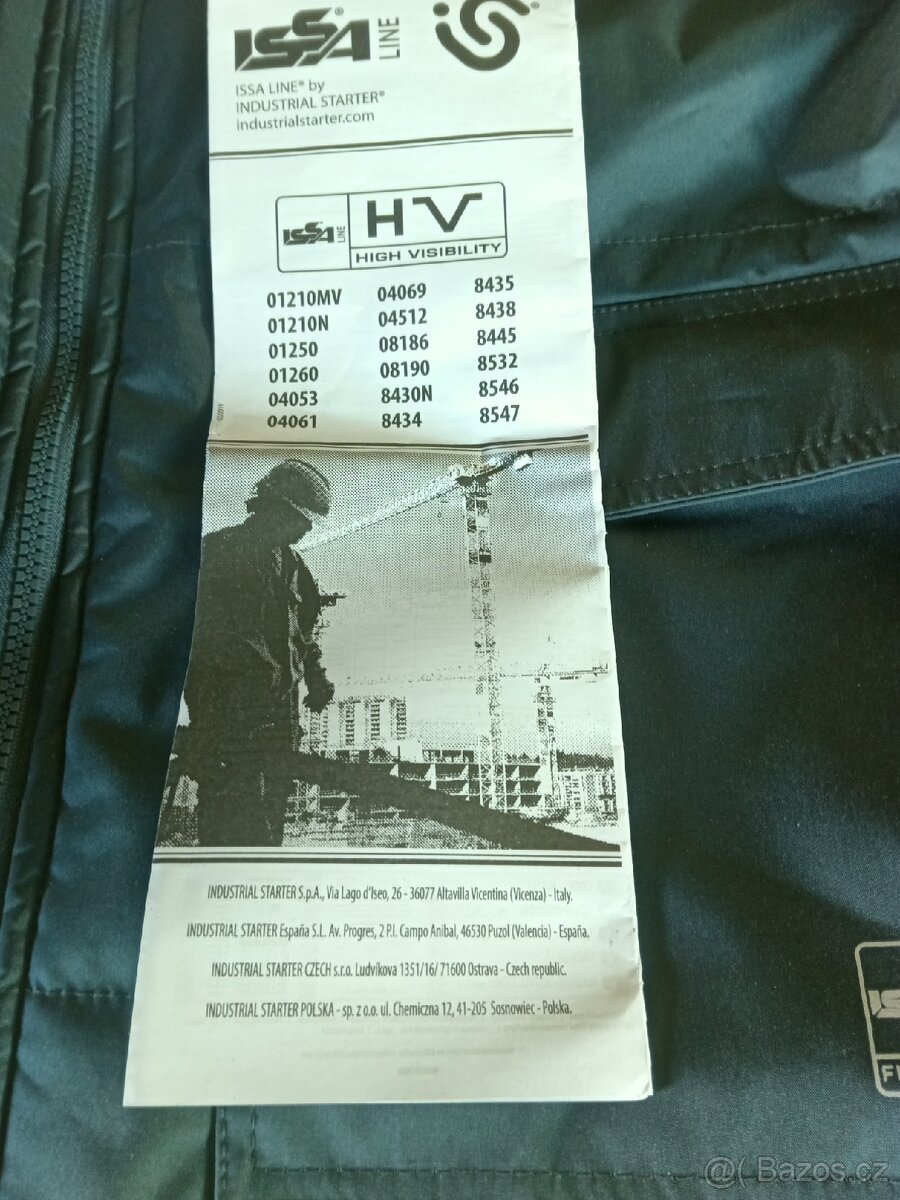 ISSA® LINE
ISSA LINE® by
INDUSTRIAL STARTER®
industrialstarter.com
ISSA LINE HV
HIGH VISIBILITY
01210MV 04069 8435
01210N 04512 8438
01250 08186 8445
01260 08190 8532
04053 8430N 8546
04061 8434 8547
INDUSTRIAL STARTER S.p.A., Via Lago d'Iseo, 26 - 36077 Altavilla Vicentina (Vicenza) - Italy.
INDUSTRIAL STARTER España S.L. Av. Progres, 2 P.I. Campo Anibal, 46530 Puzol (Valencia) - España.
INDUSTRIAL STARTER CZECH s.r.o. Ludvíkova 1351/16/ 71600 Ostrava - Czech republic.
INDUSTRIAL STARTER POLSKA - sp. z o.o. ul. Chemiczna 12, 41-205 Sosnowiec - Polska.
@( Bazos.cz